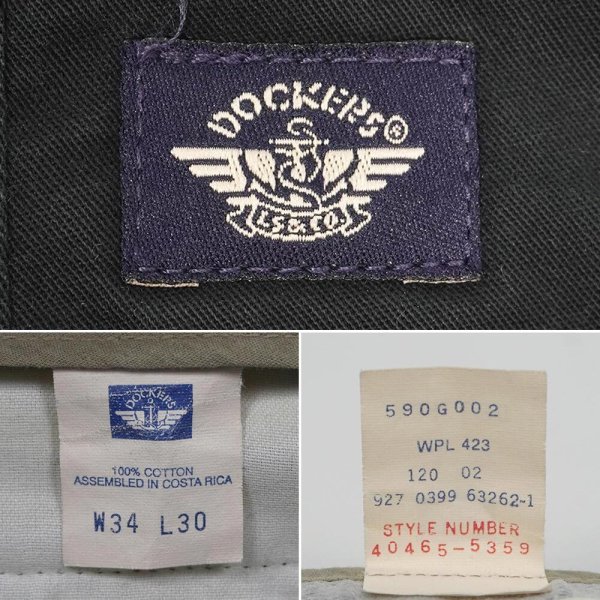 DOCKERS®
LS&CO.
DOCKERS
100% COTTON
ASSEMBLED IN COSTA RICA
W34 L30
590G002
WPL 423
120 02
927 0399 63262-1
STYLE NUMBER
40465-5359